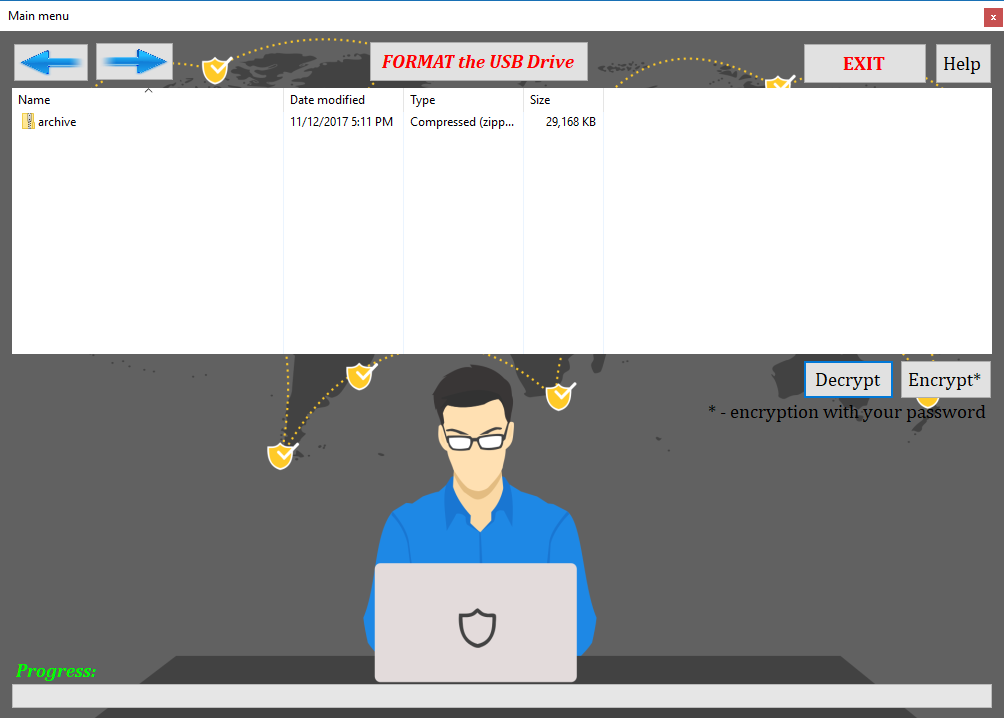 Main menu
x
FORMAT the USB Drive
EXIT
Help
Name
Date modified
Type
Size
archive
11/12/2017 5:11 PM
Compressed (zipp...
29,168 KB
Decrypt
Encrypt*
* - encryption with your password
Progress: